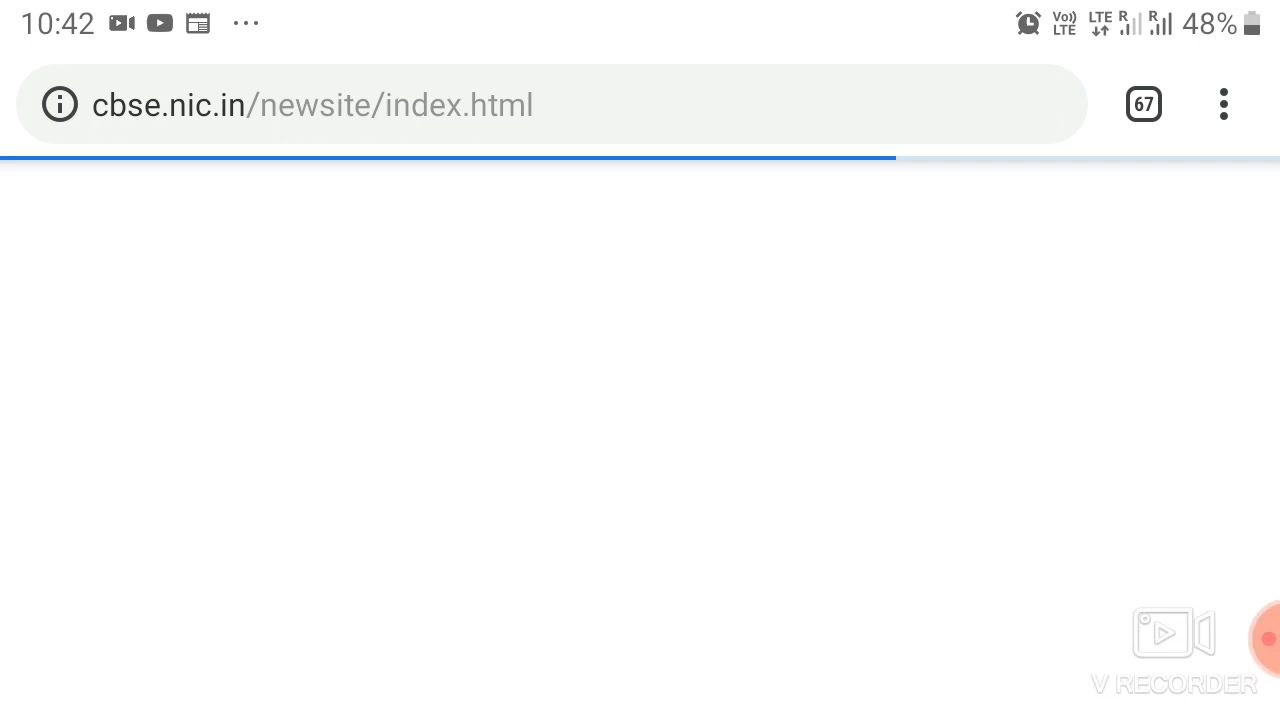 10:42 Vo)) LTE LTE R R 48%
cbse.nic.in/newsite/index.html 67
V RECORDER